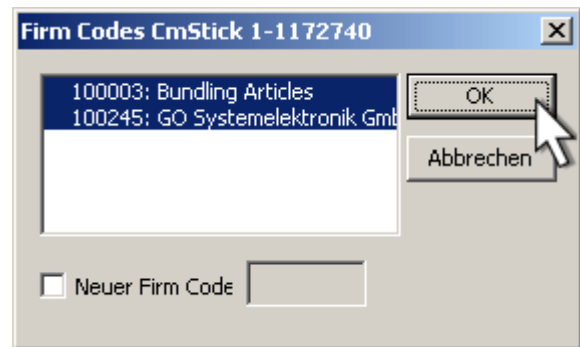 Firm Codes CmStick 1-1172740
100003: Bundling Articles
100245: GO Systemelektronik Gmb
OK
Abbrechen
Neuer Firm Code